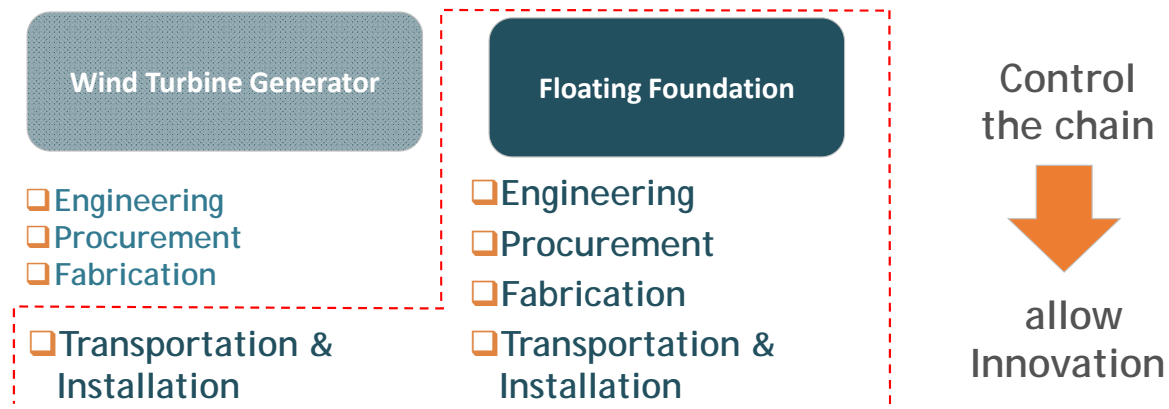 Wind Turbine Generator
Engineering
Procurement
Fabrication
Transportation &
Installation
Floating Foundation
Engineering
Procurement
Fabrication
Transportation &
Installation
Control
the chain
allow
Innovation